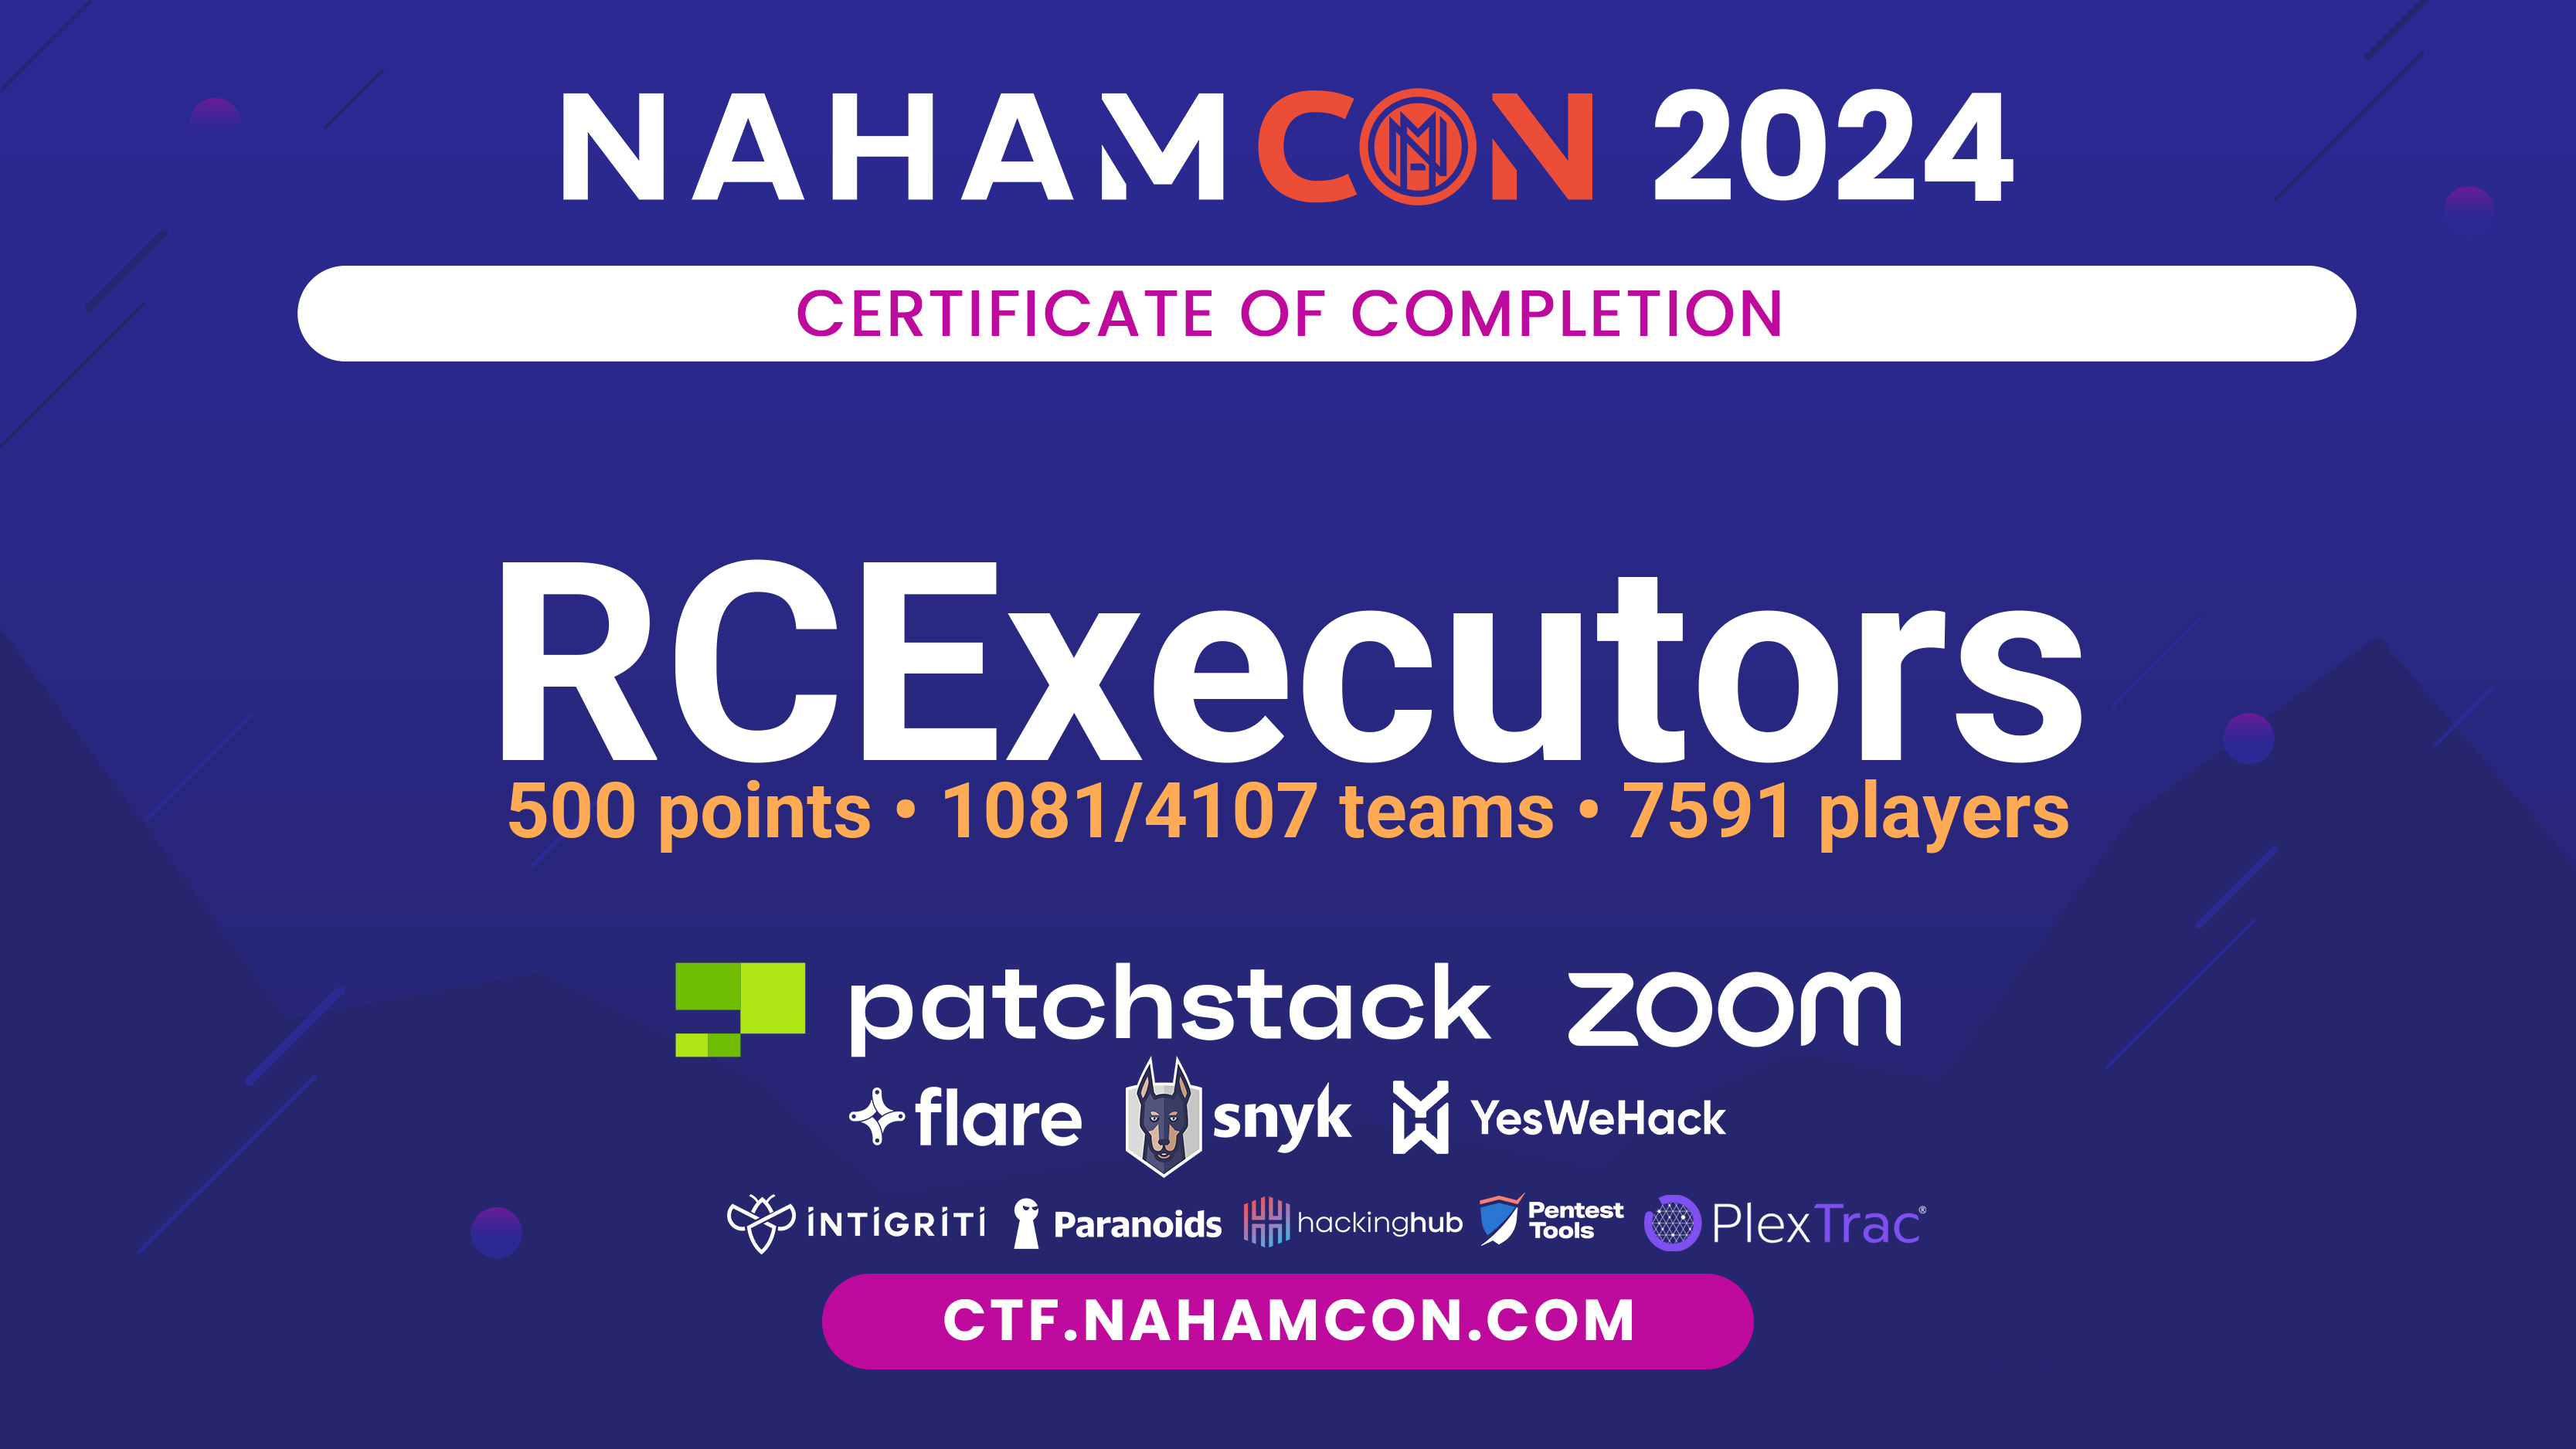 NAHAMCON 2024
CERTIFICATE OF COMPLETION
RCExecutors
500 points • 1081/4107 teams • 7591 players
patchstack zoom
flare snyk YesWeHack
INTIGRITI Paranoids hackinghub Pentest Tools PlexTrac®
CTF.NAHAMCON.COM